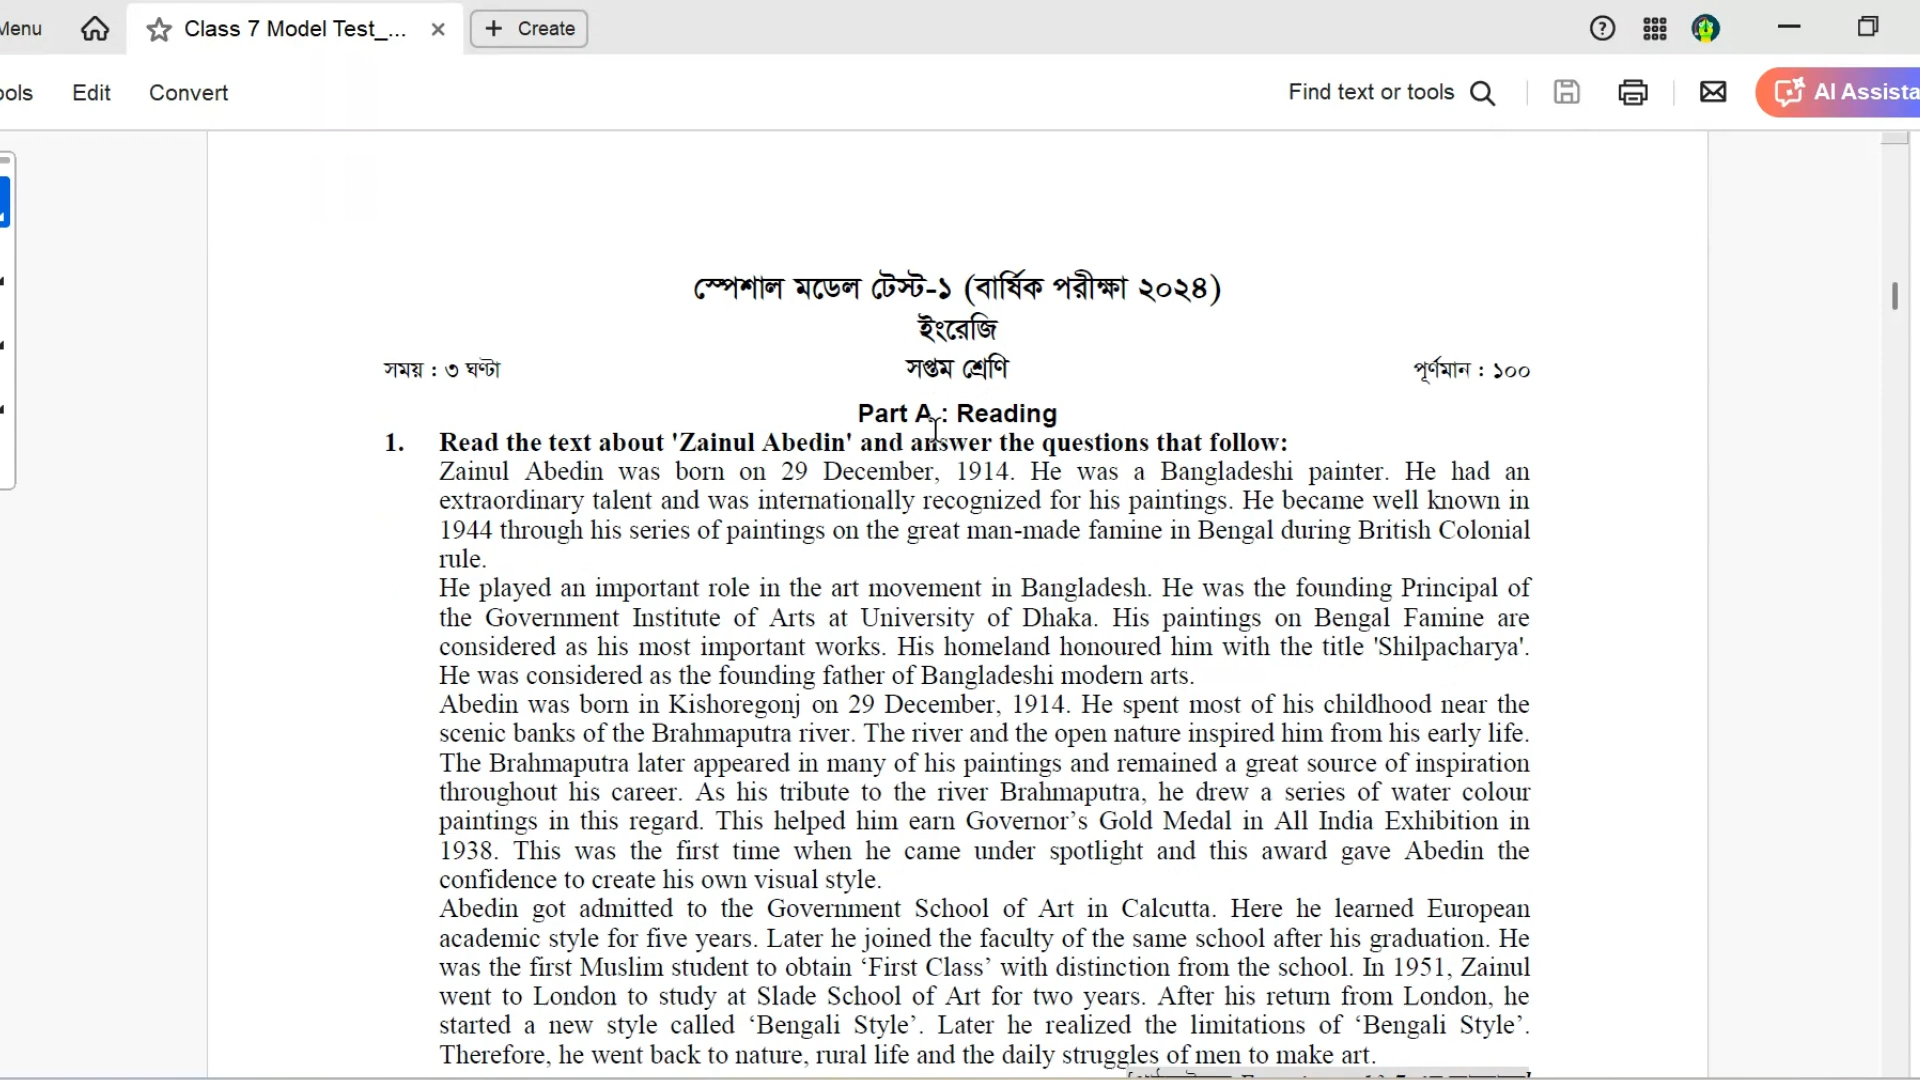 Menu
Class 7 Model Test_...
Create
ools
Edit
Convert
Find text or tools
AI Assista
স্পেশাল মডেল টেস্ট-১ (বার্ষিক পরীক্ষা ২০২৪)
ইংরেজি
সময় : ৩ ঘণ্টা সপ্তম শ্রেণি পূর্ণমান : ১০০
Part A : Reading
1. Read the text about 'Zainul Abedin' and answer the questions that follow:
Zainul Abedin was born on 29 December, 1914. He was a Bangladeshi painter. He had an
extraordinary talent and was internationally recognized for his paintings. He became well known in
1944 through his series of paintings on the great man-made famine in Bengal during British Colonial
rule.
He played an important role in the art movement in Bangladesh. He was the founding Principal of
the Government Institute of Arts at University of Dhaka. His paintings on Bengal Famine are
considered as his most important works. His homeland honoured him with the title 'Shilpacharya'.
He was considered as the founding father of Bangladeshi modern arts.
Abedin was born in Kishoregonj on 29 December, 1914. He spent most of his childhood near the
scenic banks of the Brahmaputra river. The river and the open nature inspired him from his early life.
The Brahmaputra later appeared in many of his paintings and remained a great source of inspiration
throughout his career. As his tribute to the river Brahmaputra, he drew a series of water colour
paintings in this regard. This helped him earn Governor’s Gold Medal in All India Exhibition in
1938. This was the first time when he came under spotlight and this award gave Abedin the
confidence to create his own visual style.
Abedin got admitted to the Government School of Art in Calcutta. Here he learned European
academic style for five years. Later he joined the faculty of the same school after his graduation. He
was the first Muslim student to obtain ‘First Class’ with distinction from the school. In 1951, Zainul
went to London to study at Slade School of Art for two years. After his return from London, he
started a new style called ‘Bengali Style’. Later he realized the limitations of ‘Bengali Style’.
Therefore, he went back to nature, rural life and the daily struggles of men to make art.